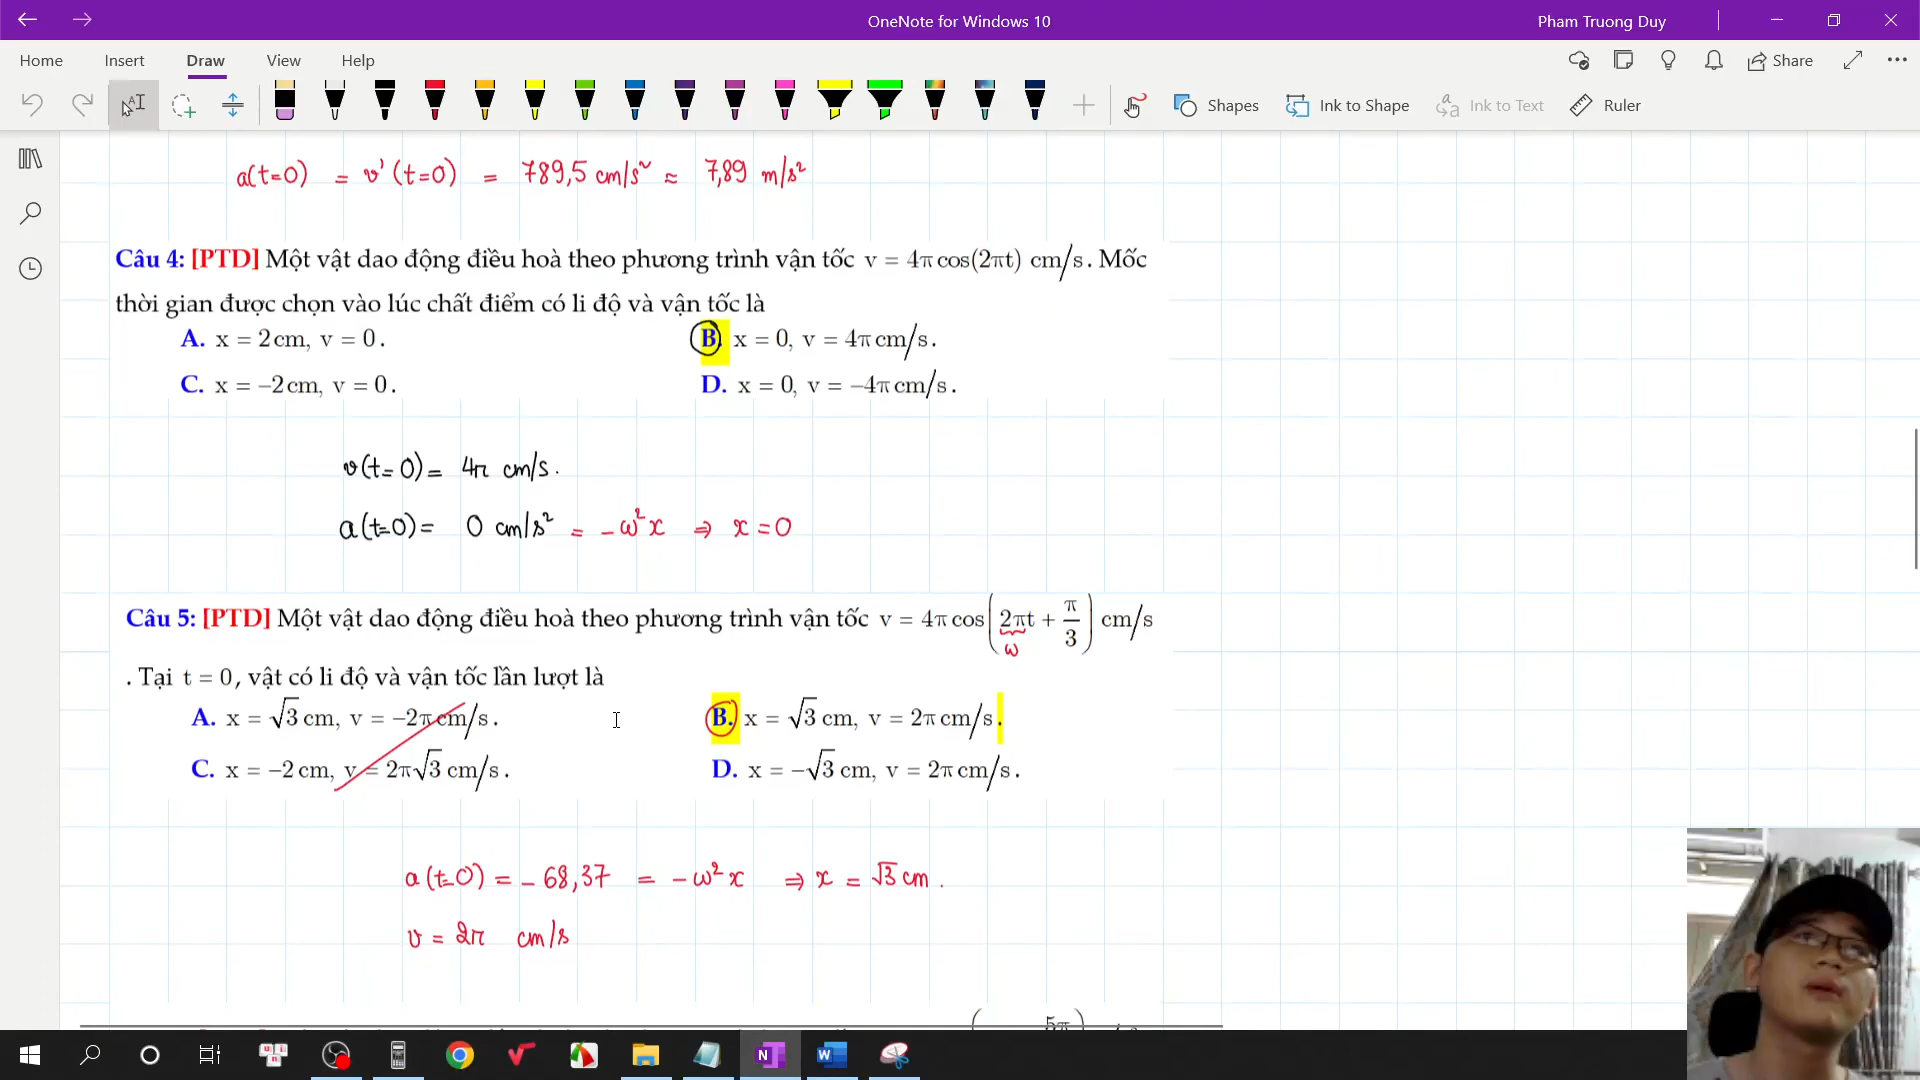 OneNote for Windows 10
Pham Truong Duy
Home Insert Draw View Help
Share
Shapes Ink to Shape Ink to Text Ruler
a(t=0) = v'(t=0) = 789,5 cm/s² ≈ 7,89 m/s²
Câu 4: [PTD] Một vật dao động điều hoà theo phương trình vận tốc v = 4π cos(2πt) cm/s. Mốc
thời gian được chọn vào lúc chất điểm có li độ và vận tốc là
A. x = 2 cm, v = 0. B. x = 0, v = 4π cm/s.
C. x = −2 cm, v = 0. D. x = 0, v = −4π cm/s.
v(t=0) = 4π cm/s.
a(t=0) = 0 cm/s² = -ω²x ⇒ x = 0
Câu 5: [PTD] Một vật dao động điều hoà theo phương trình vận tốc v = 4π cos(2πt + π/3) cm/s
ω
. Tại t = 0, vật có li độ và vận tốc lần lượt là
A. x = √3 cm, v = −2π cm/s. B. x = √3 cm, v = 2π cm/s.
C. x = −2 cm, v = 2π√3 cm/s. D. x = −√3 cm, v = 2π cm/s.
a(t=0) = -68,37 = -ω²x ⇒ x = √3 cm.
v = 2π cm/s
5π